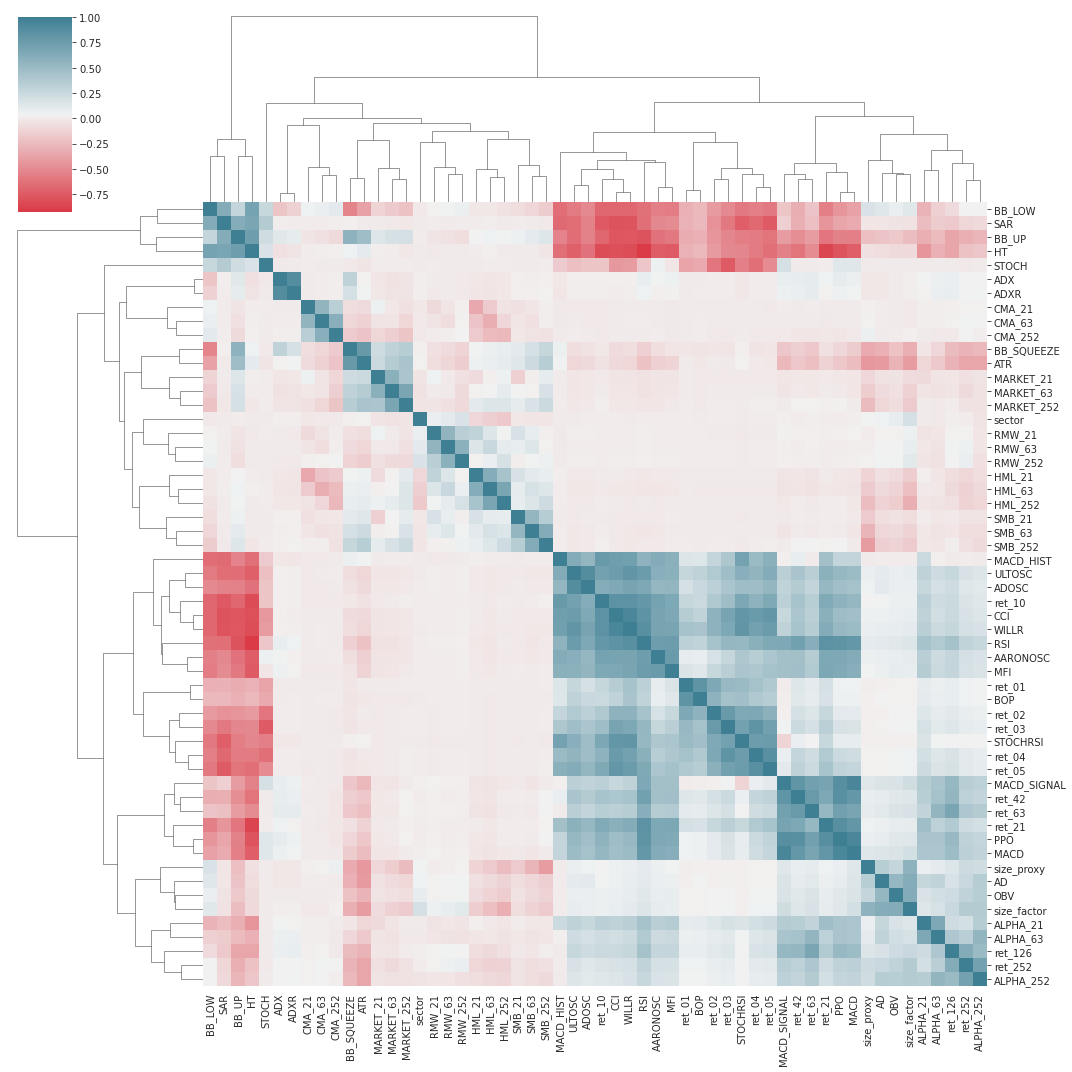 1.00
0.75
0.50
0.25
0.00
−0.25
−0.50
−0.75
BB_LOW
SAR
BB_UP
HT
STOCH
ADX
ADXR
CMA_21
CMA_63
CMA_252
BB_SQUEEZE
ATR
MARKET_21
MARKET_63
MARKET_252
sector
RMW_21
RMW_63
RMW_252
HML_21
HML_63
HML_252
SMB_21
SMB_63
SMB_252
MACD_HIST
ULTOSC
ADOSC
ret_10
CCI
WILLR
RSI
AARONOSC
MFI
ret_01
BOP
ret_02
ret_03
STOCHRSI
ret_04
ret_05
MACD_SIGNAL
ret_42
ret_63
ret_21
PPO
MACD
size_proxy
AD
OBV
size_factor
ALPHA_21
ALPHA_63
ret_126
ret_252
ALPHA_252
BB_LOW
SAR
BB_UP
HT
STOCH
ADX
ADXR
CMA_21
CMA_63
CMA_252
BB_SQUEEZE
ATR
MARKET_21
MARKET_63
MARKET_252
sector
RMW_21
RMW_63
RMW_252
HML_21
HML_63
HML_252
SMB_21
SMB_63
SMB_252
MACD_HIST
ULTOSC
ADOSC
ret_10
CCI
WILLR
RSI
AARONOSC
MFI
ret_01
BOP
ret_02
ret_03
STOCHRSI
ret_04
ret_05
MACD_SIGNAL
ret_42
ret_63
ret_21
PPO
MACD
size_proxy
AD
OBV
size_factor
ALPHA_21
ALPHA_63
ret_126
ret_252
ALPHA_252